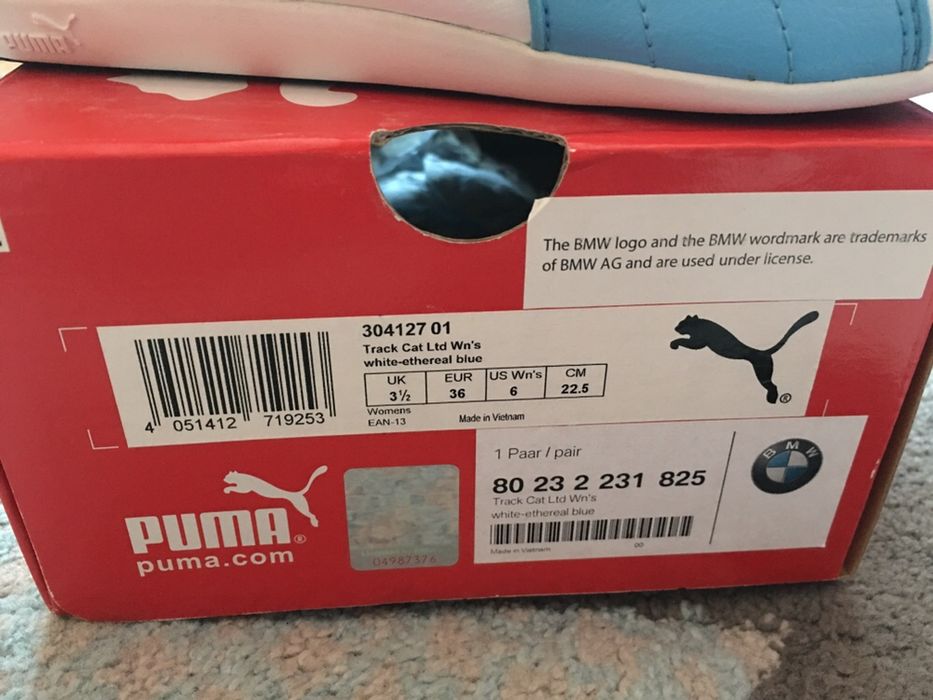 PUMA
The BMW logo and the BMW wordmark are trademarks
of BMW AG and are used under license.
304127 01
Track Cat Ltd Wn's
white-ethereal blue
UK EUR US Wn's CM
3½ 36 6 22.5
Womens
EAN-13 Made in Vietnam
4 051412 719253
®
1 Paar / pair
80 23 2 231 825
Track Cat Ltd Wn's
white-ethereal blue
Made in Vietnam 00
BMW
PUMA®
puma.com
04987376